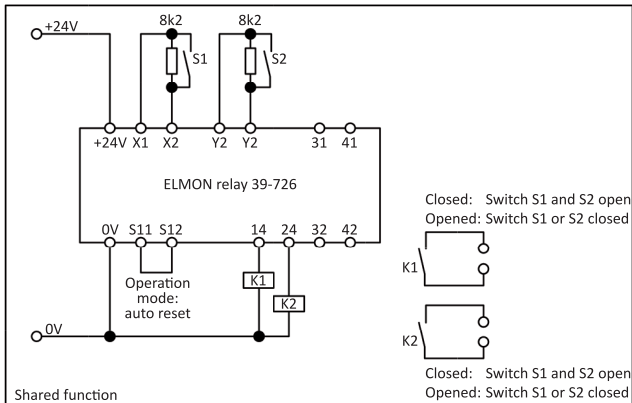 +24V
8k2
8k2
S1
S2
+24V X1 X2 Y2 Y2 31 41
ELMON relay 39-726
0V S11 S12 14 24 32 42
Closed: Switch S1 and S2 open
Opened: Switch S1 or S2 closed
K1
Operation
mode:
auto reset
K1
K2
0V
K2
Closed: Switch S1 and S2 open
Opened: Switch S1 or S2 closed
Shared function